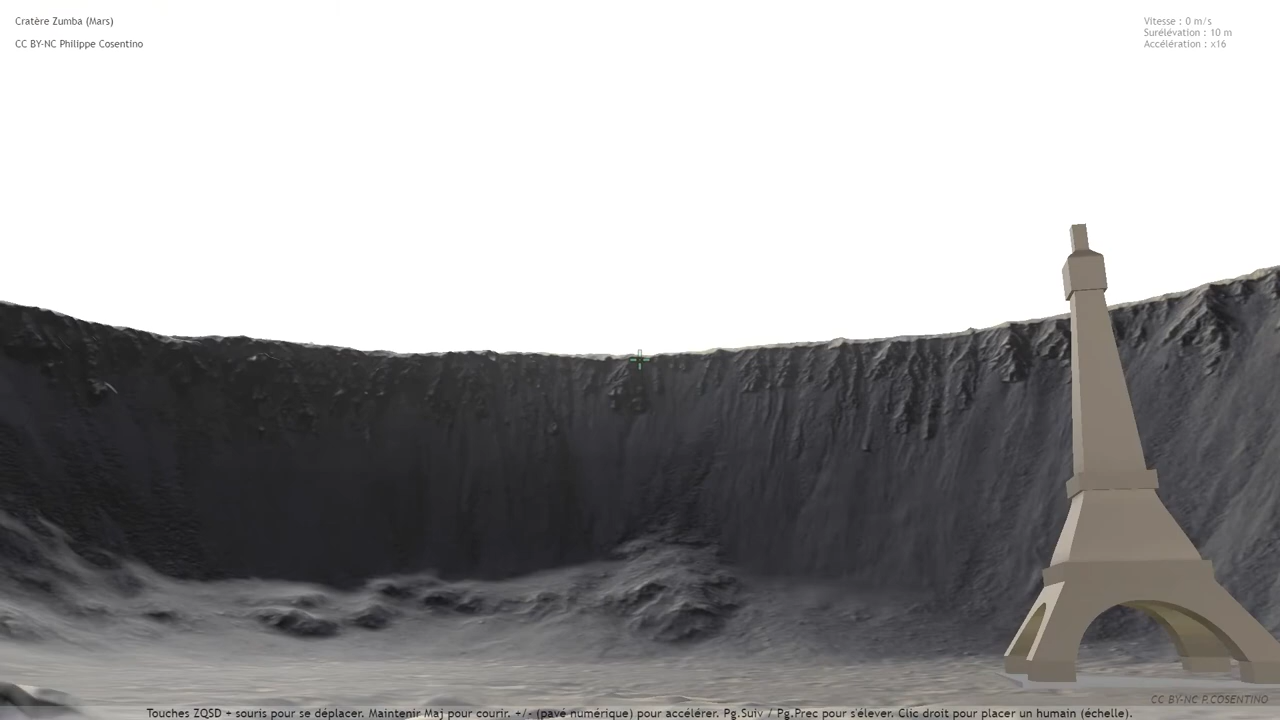 Cratère Zumba (Mars)
CC BY-NC Philippe Cosentino
Vitesse : 0 m/s
Surélévation : 10 m
Accélération : x16
CC BY-NC P.COSENTINO
Touches ZQSD + souris pour se déplacer. Maintenir Maj pour courir. +/- (pavé numérique) pour accélérer. Pg.Suiv / Pg.Prec pour s'élever. Clic droit pour placer un humain (échelle).